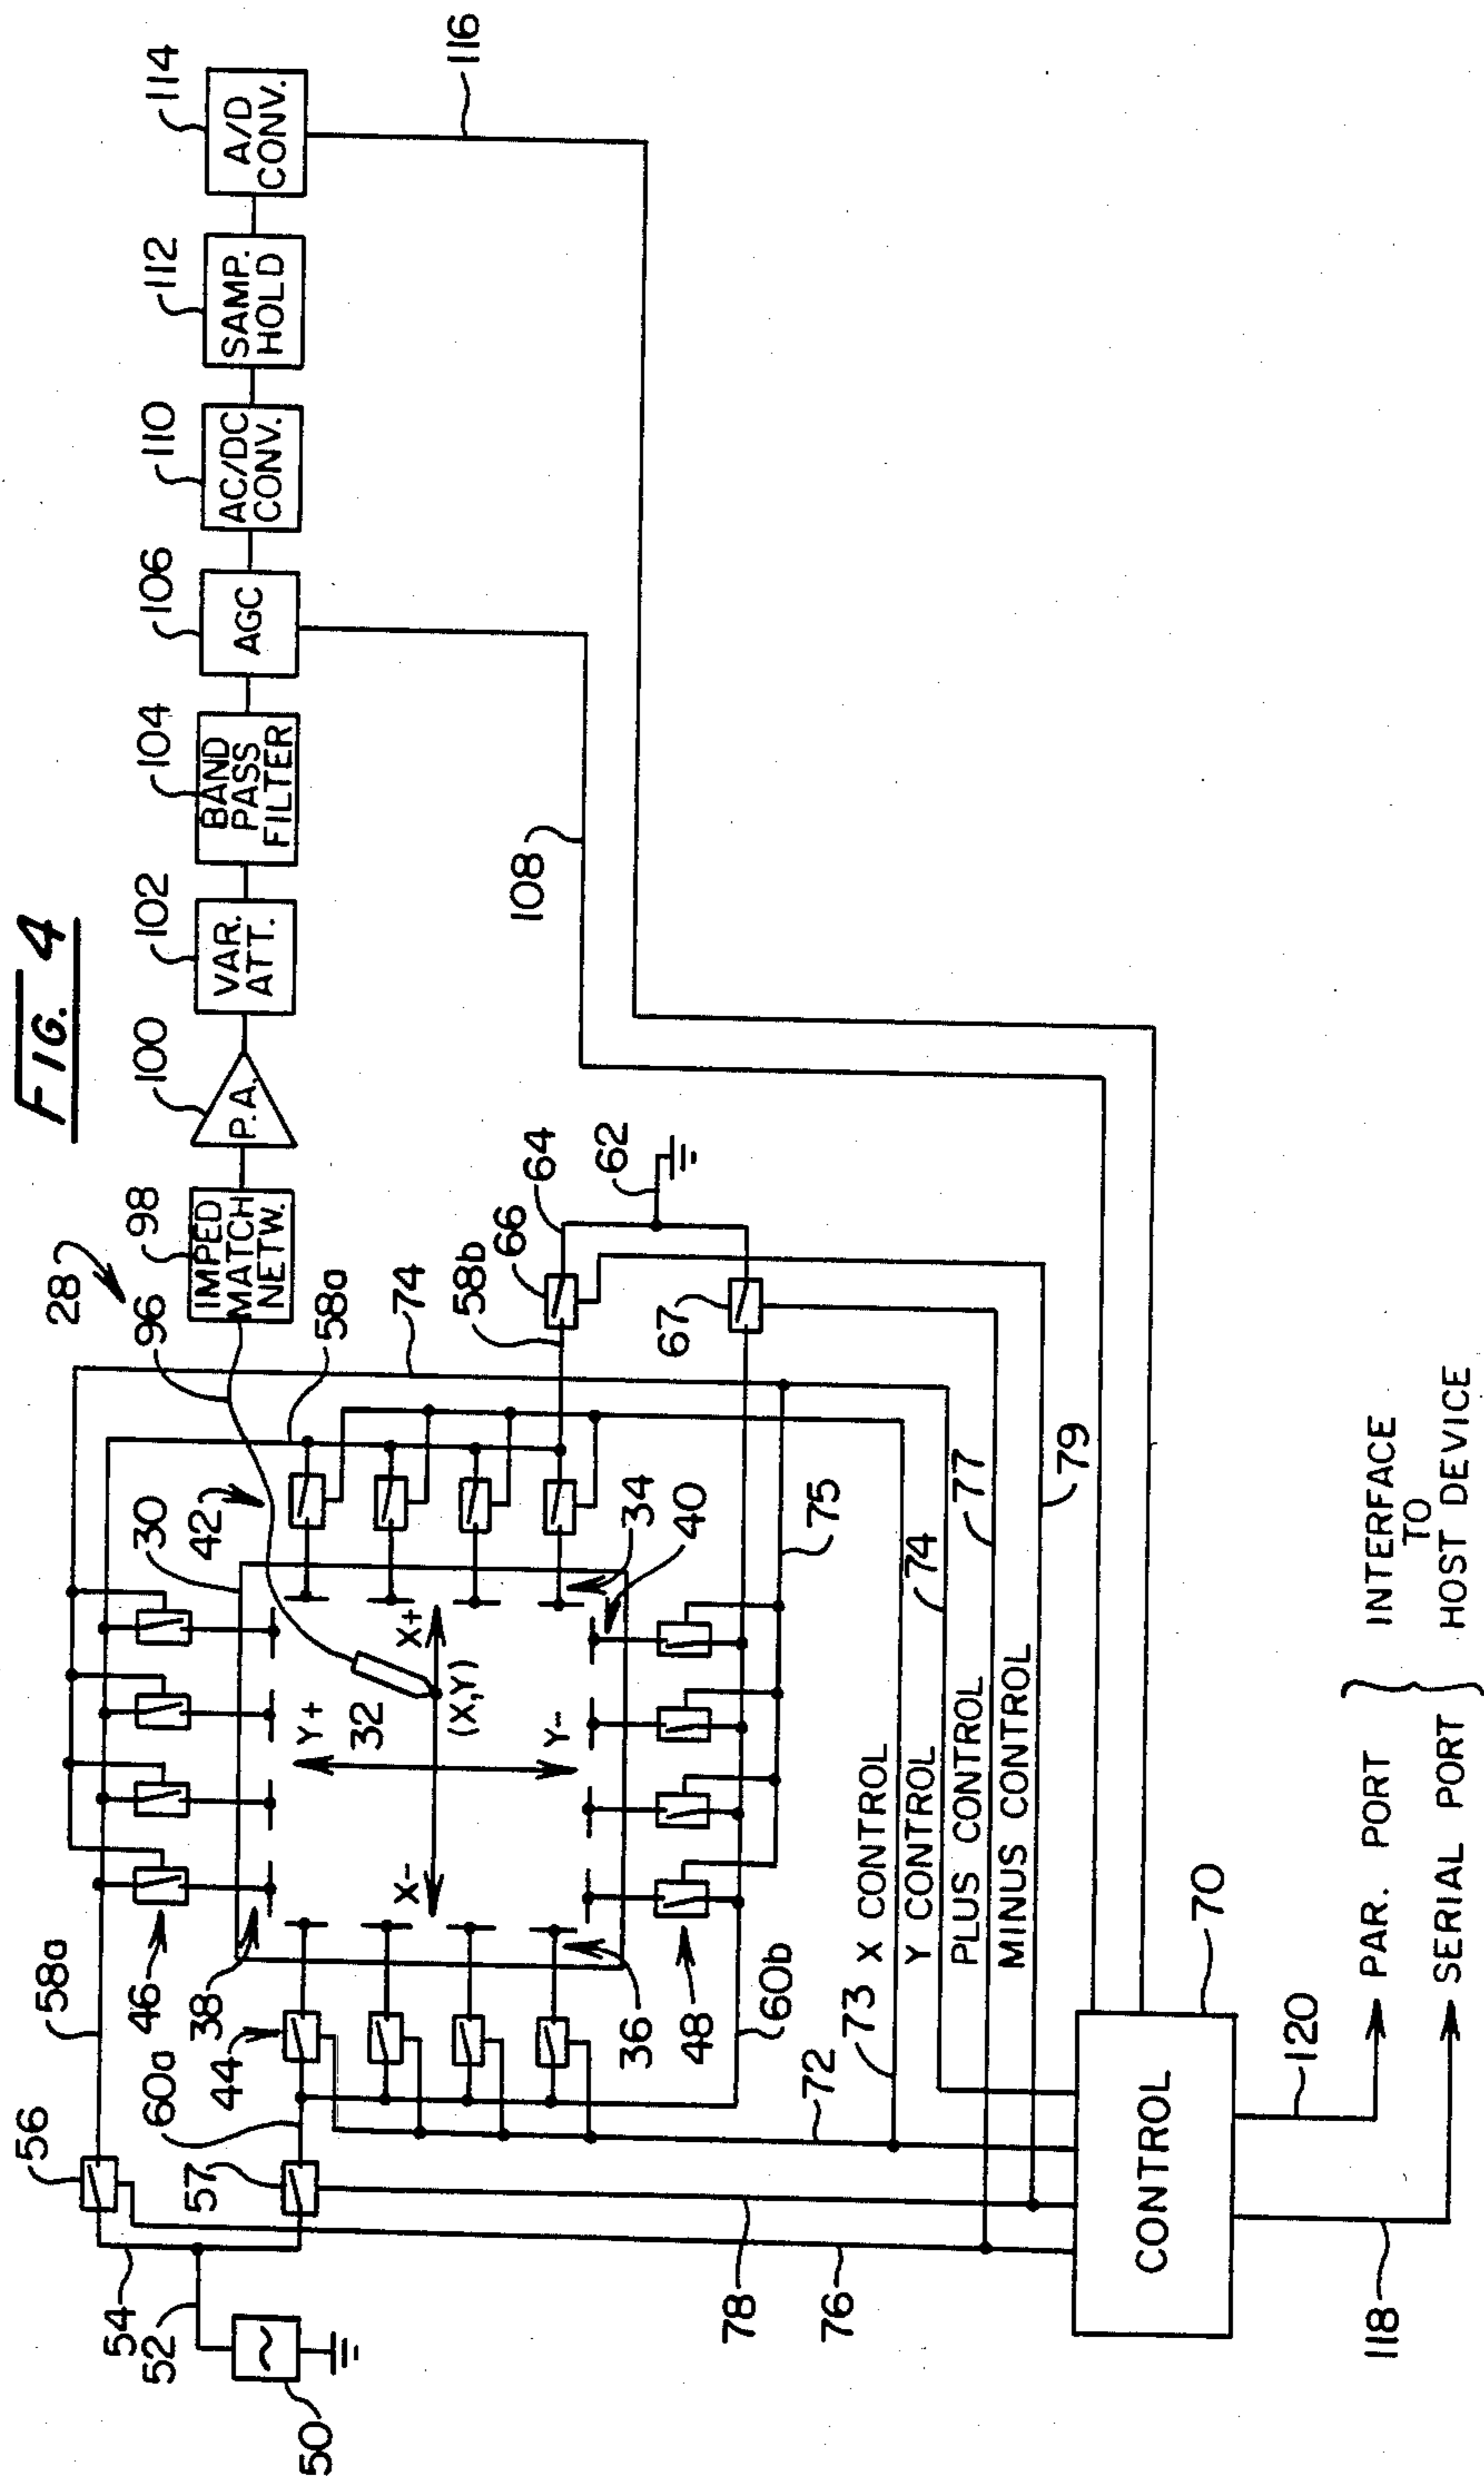 FIG. 4
28
96
98
100
102
104
106
110
112
114
IMPED
MATCH
NETW.
P.A.
VAR.
ATT.
BAND
PASS
FILTER
AGC
AC/DC
CONV.
SAMP.
HOLD
A/D
CONV.
108
116
50
52
54
56
57
58a
58a
58b
60a
60b
62
64
66
67
46
38
44
36
48
30
42
34
40
32
Y+
Y-
X+
X-
(X,Y)
74
75
72
73
X CONTROL
Y CONTROL
74
PLUS CONTROL
77
MINUS CONTROL
79
76
78
70
CONTROL
118
120
PAR. PORT
SERIAL PORT
INTERFACE
TO
HOST DEVICE